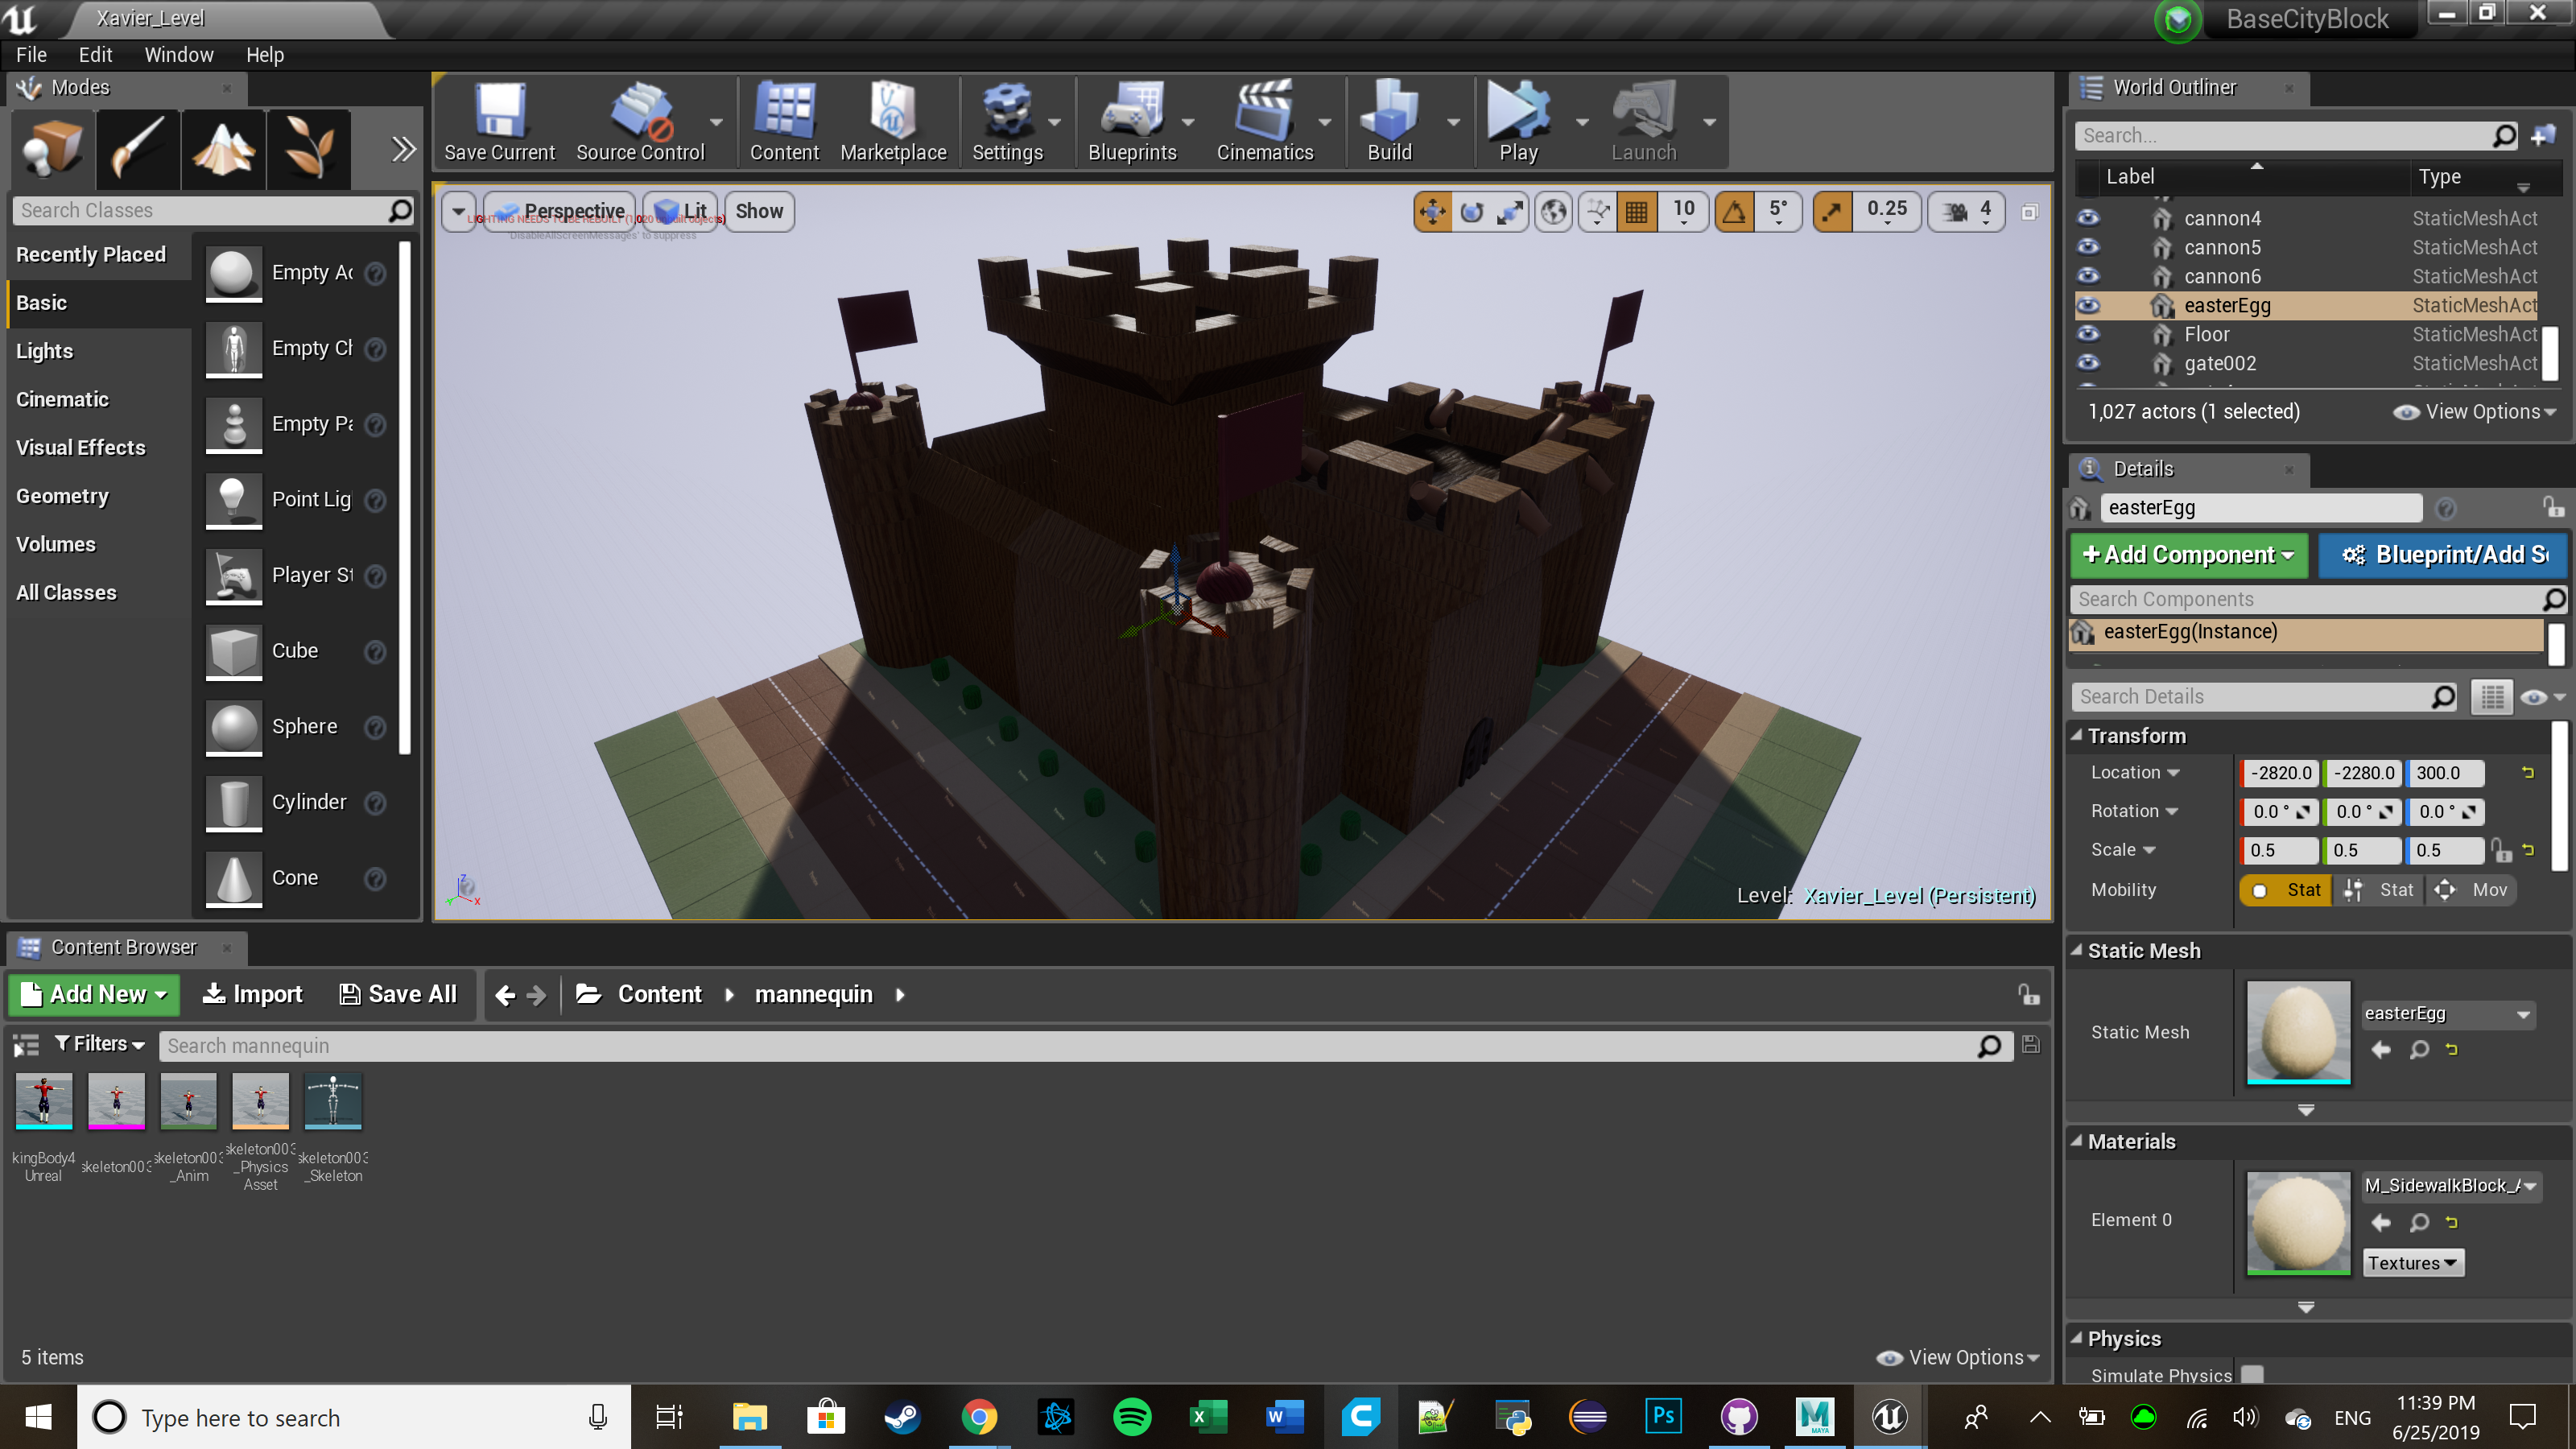 Xavier_Level
BaseCityBlock
File Edit Window Help
Modes
Save Current Source Control Content Marketplace Settings Blueprints Cinematics Build Play Launch
Search Classes
Recently Placed
Basic
Lights
Cinematic
Visual Effects
Geometry
Volumes
All Classes
Empty Ac
Empty Ch
Empty Pa
Point Lig
Player St
Cube
Sphere
Cylinder
Cone
Perspective Lit Show
LIGHTING NEEDS TO BE REBUILT
'DisableAllScreenMessages' to suppress
10 5° 0.25 4
Z
Y X
Level: Xavier_Level (Persistent)
World Outliner
Search...
Label Type
cannon4 StaticMeshAct
cannon5 StaticMeshAct
cannon6 StaticMeshAct
easterEgg StaticMeshAct
Floor StaticMeshAct
gate002 StaticMeshAct
1,027 actors (1 selected) View Options
Details
easterEgg
+Add Component Blueprint/Add S
Search Components
easterEgg(Instance)
Search Details
Transform
Location -2820.0 -2280.0 300.0
Rotation 0.0 ° 0.0 ° 0.0 °
Scale 0.5 0.5 0.5
Mobility Stat Stat Mov
Static Mesh
Static Mesh easterEgg
Materials
Element 0 M_SidewalkBlock_A
Textures
Physics
Simulate Physics
Content Browser
Add New Import Save All Content mannequin
Filters Search mannequin
kingBody4
Unreal
skeleton003
skeleton003
_Anim
skeleton003
_Physics
Asset
skeleton003
_Skeleton
5 items View Options
Type here to search
Ps
MAYA
ENG
11:39 PM
6/25/2019